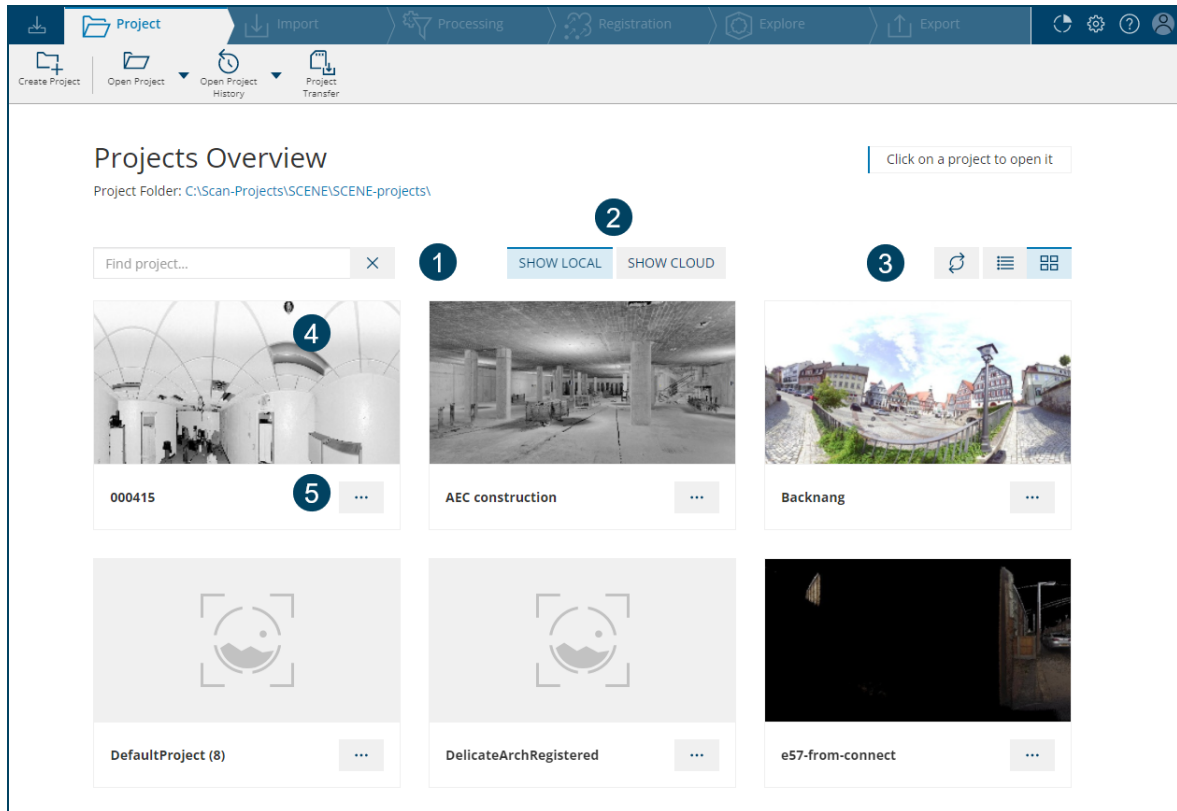 Project
Import
Processing
Registration
Explore
Export
Create Project
Open Project
Open Project
History
Project
Transfer
Projects Overview
Click on a project to open it
Project Folder: C:\Scan-Projects\SCENE\SCENE-projects\
2
Find project...
1
SHOW LOCAL SHOW CLOUD
3
4
000415
5
AEC construction
Backnang
DefaultProject (8)
DelicateArchRegistered
e57-from-connect